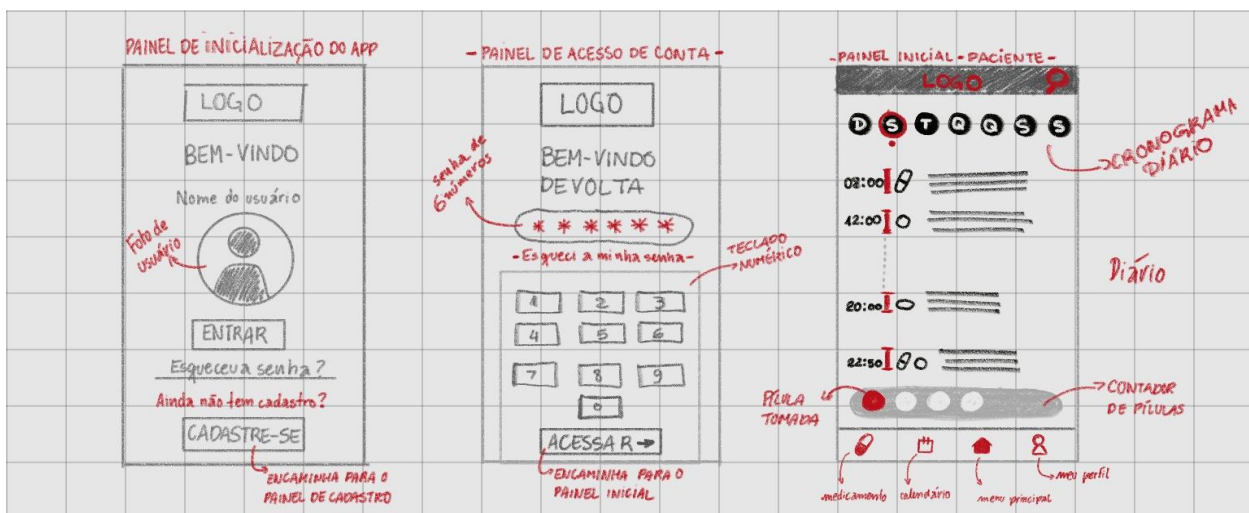 PAINEL DE INICIALIZAÇÃO DO APP
LOGO
BEM-VINDO
Nome do usuário
Foto de
usuário
ENTRAR
Esqueceu a senha?
Ainda não tem cadastro?
CADASTRE-SE
ENCAMINHA PARA O
PAINEL DE CADASTRO
- PAINEL DE ACESSO DE CONTA -
LOGO
BEM-VINDO
DEVOLTA
senha de
6 números
* * * * * *
- Esqueci a minha senha -
TECLADO
NUMÉRICO
1 2 3
4 5 6
7 8 9
0
ACESSAR →
ENCAMINHA PARA O
PAINEL INICIAL
- PAINEL INICIAL - PACIENTE -
LOGO
D S T Q Q S S
CRONOGRAMA
DIÁRIO
08:00
12:00
Diário
20:00
22:50
PÍLULA
TOMADA
CONTADOR
DE PÍLULAS
medicamento
calendário
menu principal
meu perfil